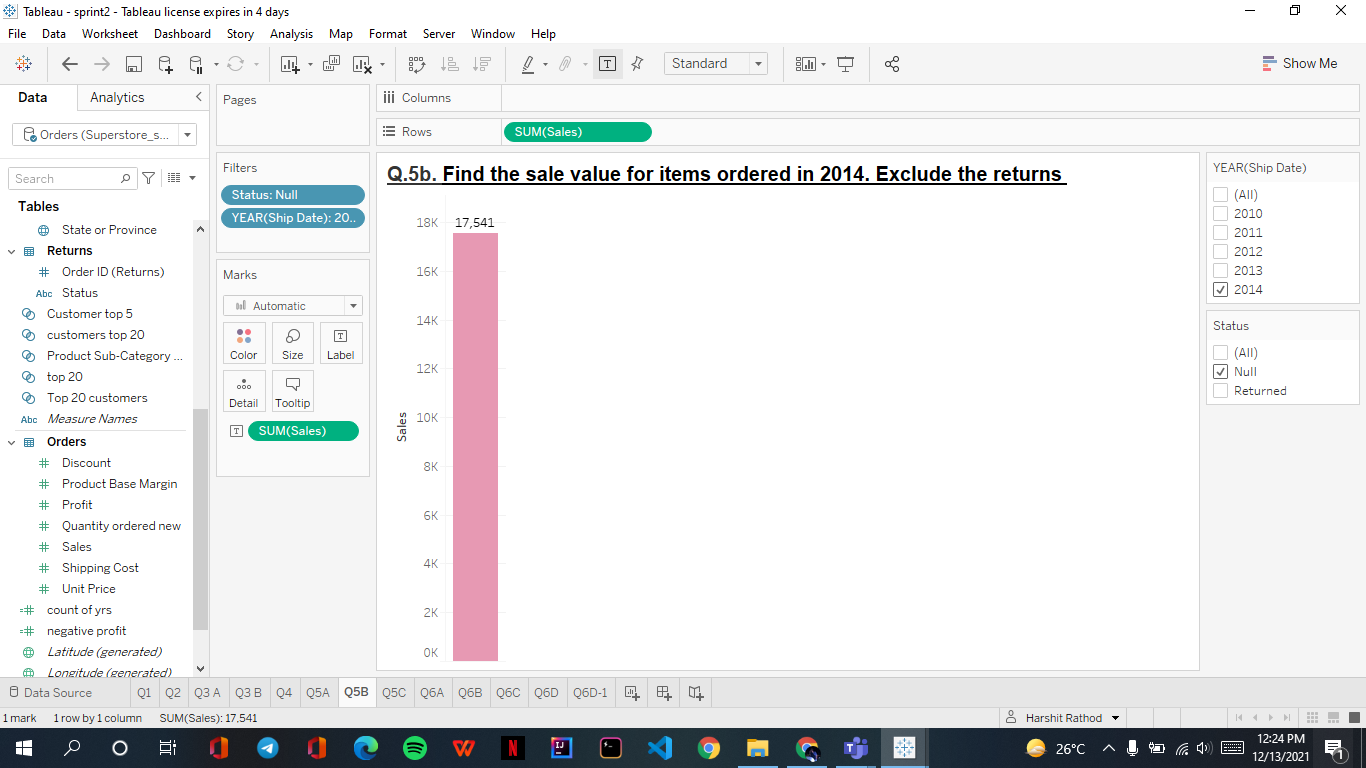 Tableau - sprint2 - Tableau license expires in 4 days
File Data Worksheet Dashboard Story Analysis Map Format Server Window Help
Standard
Show Me
Data Analytics
Orders (Superstore_s...
Search
Tables
State or Province
Returns
Order ID (Returns)
Abc Status
Customer top 5
customers top 20
Product Sub-Category ...
top 20
Top 20 customers
Abc Measure Names
Orders
Discount
Product Base Margin
Profit
Quantity ordered new
Sales
Shipping Cost
Unit Price
count of yrs
negative profit
Latitude (generated)
Longitude (generated)
Pages
Filters
Status: Null
YEAR(Ship Date): 20..
Marks
Automatic
Color Size Label
Detail Tooltip
SUM(Sales)
Columns
Rows SUM(Sales)
Q.5b. Find the sale value for items ordered in 2014. Exclude the returns
17,541
18K
16K
14K
12K
10K
8K
6K
4K
2K
0K
Sales
YEAR(Ship Date)
(All)
2010
2011
2012
2013
2014
Status
(All)
Null
Returned
Data Source Q1 Q2 Q3 A Q3 B Q4 Q5A Q5B Q5C Q6A Q6B Q6C Q6D Q6D-1
1 mark 1 row by 1 column SUM(Sales): 17,541
Harshit Rathod
26°C
12:24 PM
12/13/2021
1